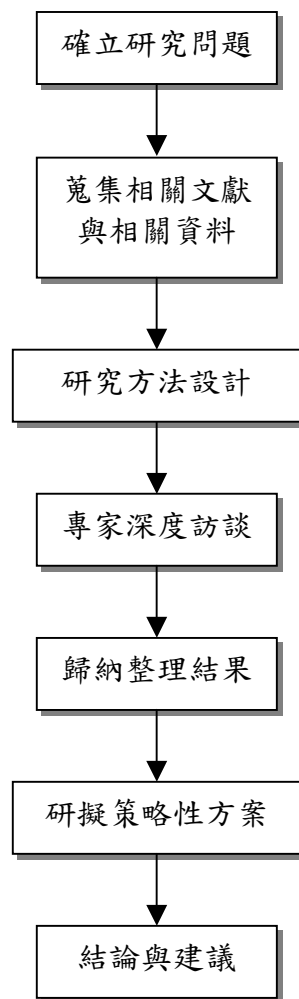 確立研究問題
蒐集相關文獻
與相關資料
研究方法設計
專家深度訪談
歸納整理結果
研擬策略性方案
結論與建議